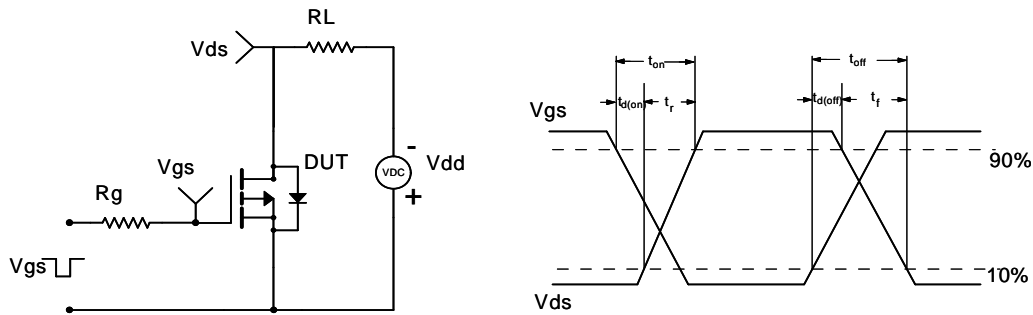 RL
Vds
Vgs
DUT
-
VDC
Vdd
+
Rg
Vgs
ton
toff
td(on)
tr
td(off)
tf
Vgs
90%
10%
Vds